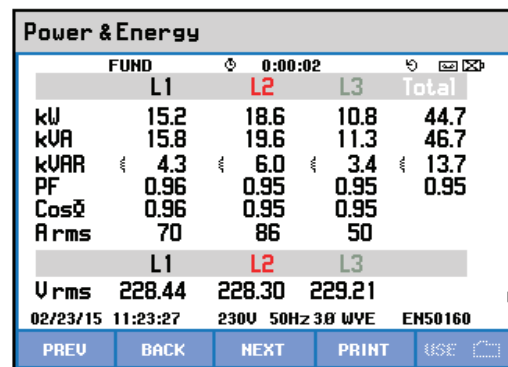 Power & Energy
FUND 0:00:02
L1 L2 L3 Total
kW 15.2 18.6 10.8 44.7
kVA 15.8 19.6 11.3 46.7
kVAR 4.3 6.0 3.4 13.7
PF 0.96 0.95 0.95 0.95
CosΦ 0.96 0.95 0.95
A rms 70 86 50
L1 L2 L3
V rms 228.44 228.30 229.21
02/23/15 11:23:27 230V 50Hz 3Ø WYE EN50160
PREV BACK NEXT PRINT USE